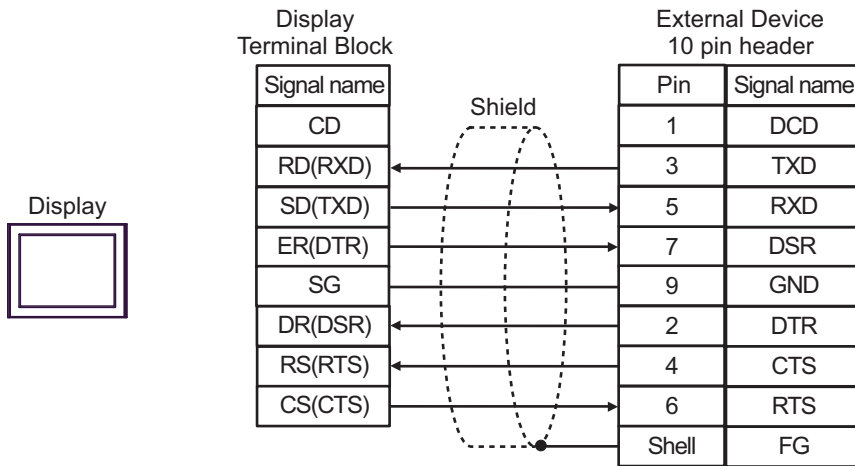 Display
Terminal Block
External Device
10 pin header
Signal name
Shield
Pin
Signal name
CD
1
DCD
RD(RXD)
3
TXD
Display
SD(TXD)
5
RXD
ER(DTR)
7
DSR
SG
9
GND
DR(DSR)
2
DTR
RS(RTS)
4
CTS
CS(CTS)
6
RTS
Shell
FG